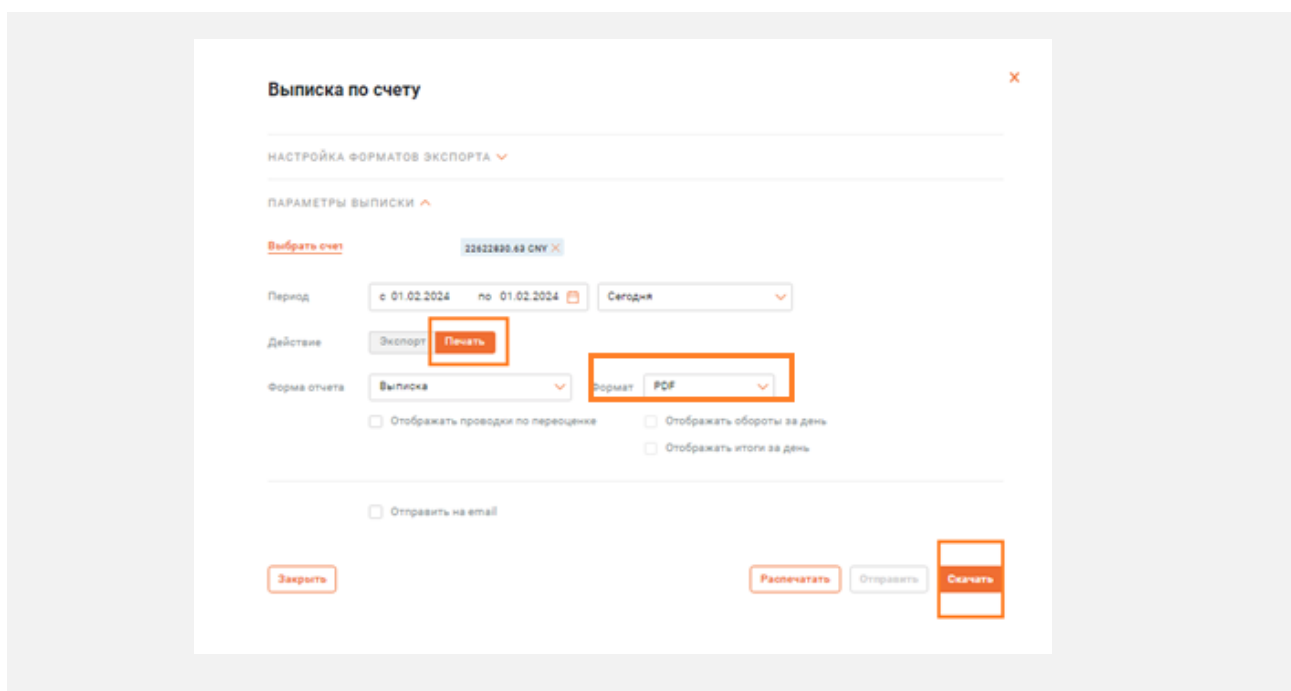 Выписка по счету
НАСТРОЙКА ФОРМАТОВ ЭКСПОРТА
ПАРАМЕТРЫ ВЫПИСКИ
Выбрать счет 22622830.63 CNY
Период с 01.02.2024 по 01.02.2024 Сегодня
Действие Экспорт Печать
Форма отчета Выписка Формат PDF
Отображать проводки по переоценке Отображать обороты за день
Отображать итоги за день
Отправить на email
Закрыть Распечатать Отправить Скачать